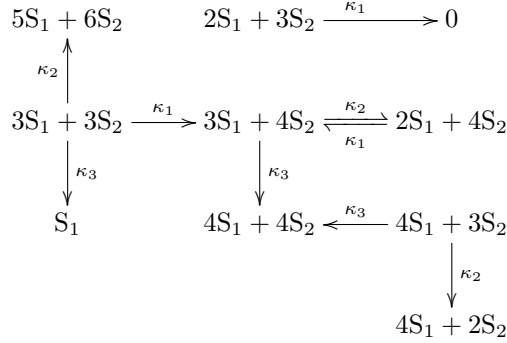 5S₁ + 6S₂ 2S₁ + 3S₂ κ₁ 0
κ₂
3S₁ + 3S₂ κ₁ 3S₁ + 4S₂ κ₂ κ₁ 2S₁ + 4S₂
κ₃ κ₃
S₁ 4S₁ + 4S₂ κ₃ 4S₁ + 3S₂
κ₂
4S₁ + 2S₂